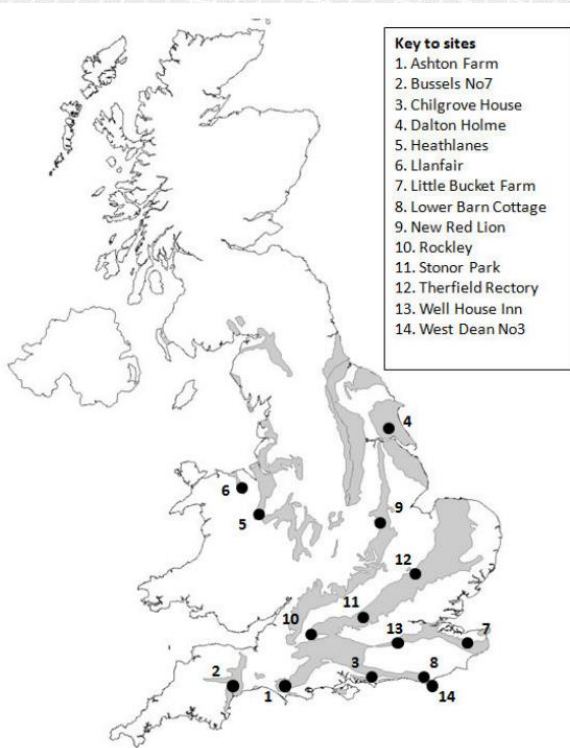 Key to sites
1. Ashton Farm
2. Bussels No7
3. Chilgrove House
4. Dalton Holme
5. Heathlanes
6. Llanfair
7. Little Bucket Farm
8. Lower Barn Cottage
9. New Red Lion
10. Rockley
11. Stonor Park
12. Therfield Rectory
13. Well House Inn
14. West Dean No3
4
6
5
9
12
11
10
13
7
2
1
3
8
14